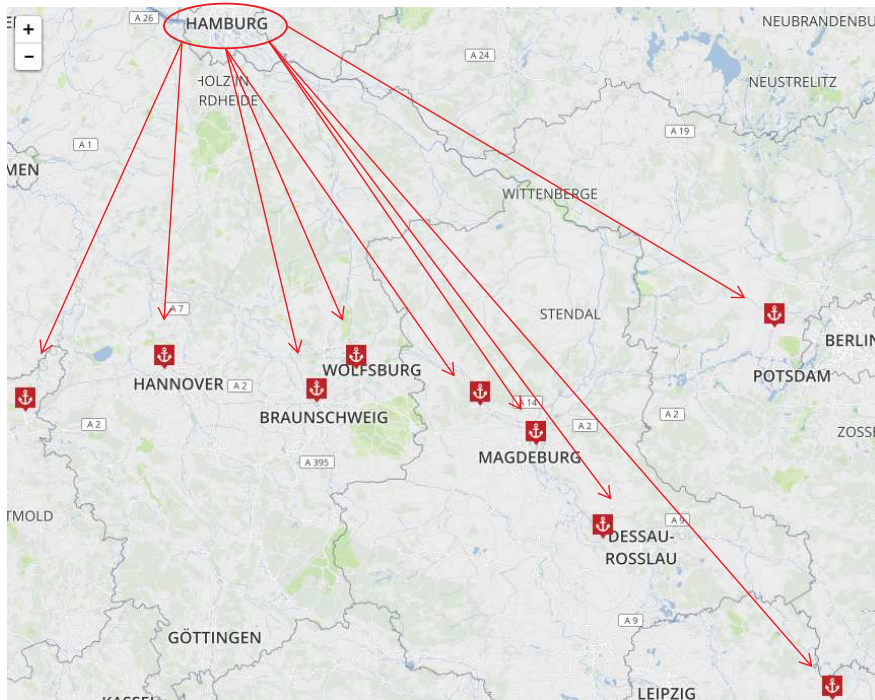 A 26
HAMBURG
NEUBRANDENBU
+
−
A 24
HOLZ IN
RDHEIDE
NEUSTRELITZ
A 19
A 1
MEN
WITTENBERGE
A 7
STENDAL
BERLIN
WOLFSBURG
HANNOVER
A 2
POTSDAM
BRAUNSCHWEIG
A 14
A 2
A 2
A 2
ZOSSE
MAGDEBURG
A 395
TMOLD
A 9
DESSAU-
ROSSLAU
A 9
GÖTTINGEN
KASSEL
LEIPZIG